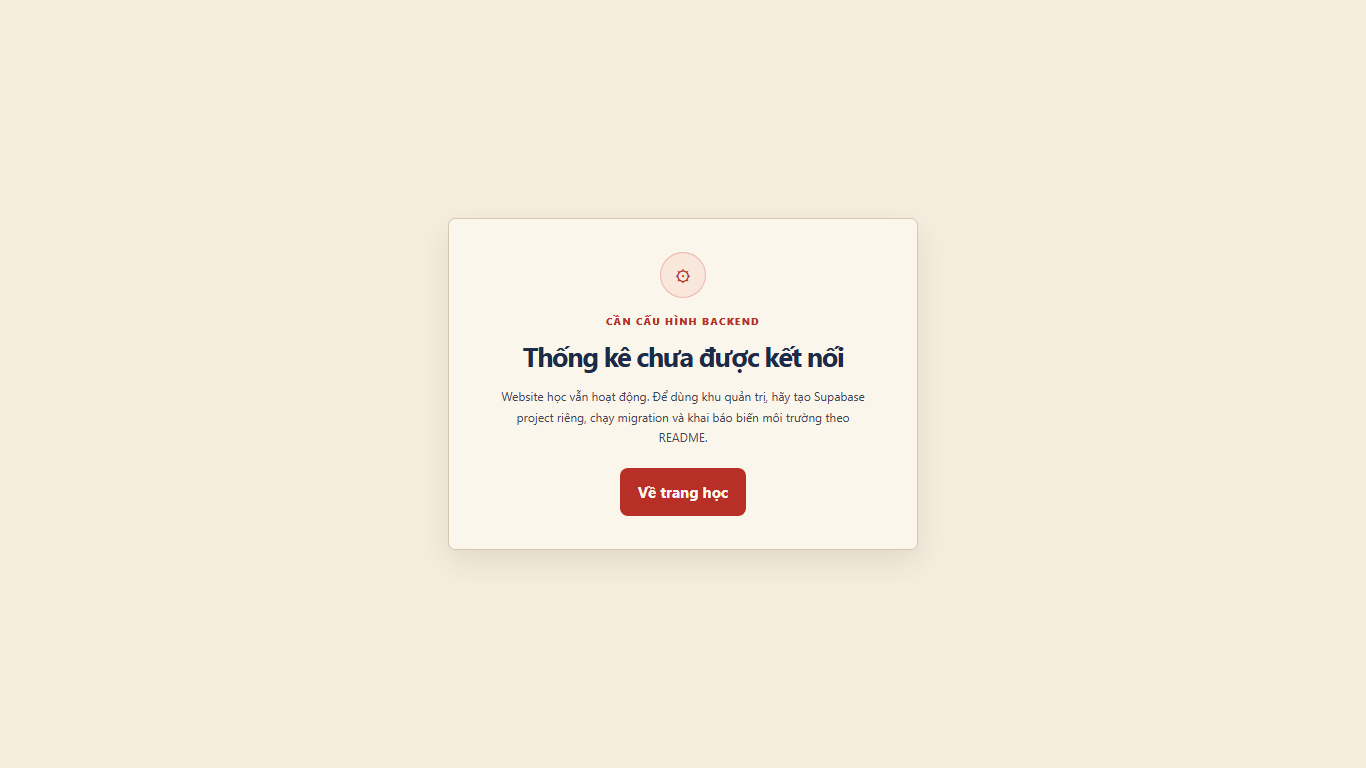 CẦN CẤU HÌNH BACKEND
Thống kê chưa được kết nối
Website học vẫn hoạt động. Để dùng khu quản trị, hãy tạo Supabase
project riêng, chạy migration và khai báo biến môi trường theo
README.
Về trang học